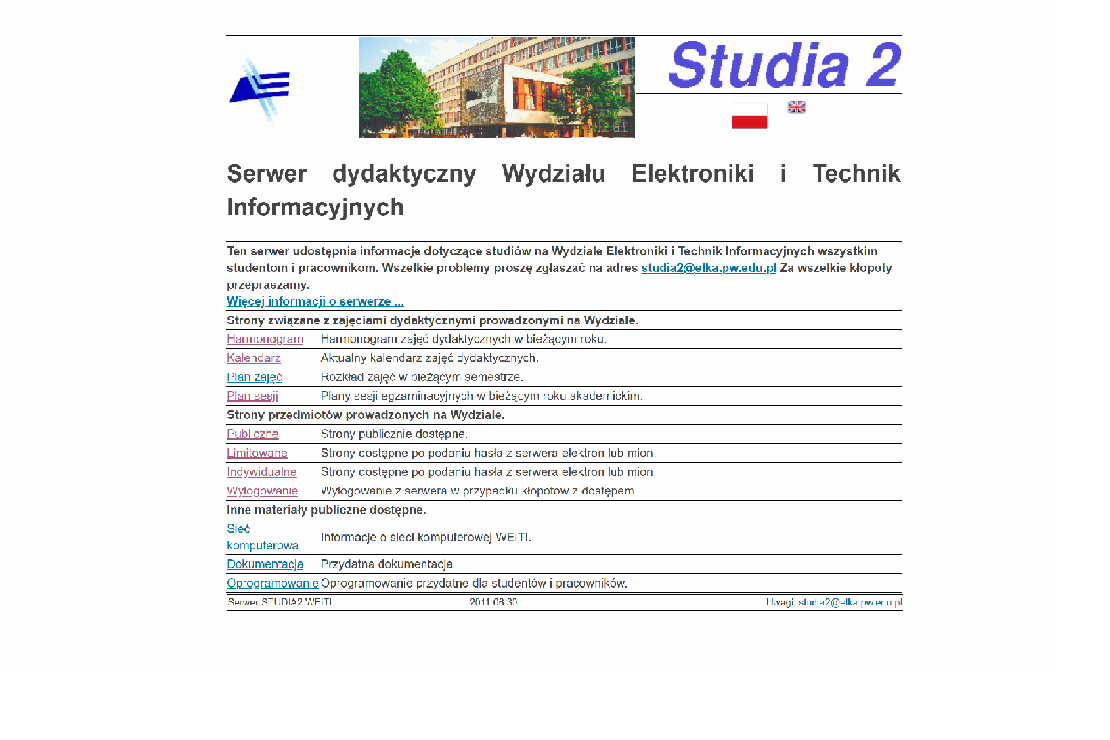 Studia 2
Serwer dydaktyczny Wydziału Elektroniki i Technik
Informacyjnych
Ten serwer udostępnia informacje dotyczące studiów na Wydziale Elektroniki i Technik Informacyjnych wszystkim
studentom i pracownikom. Wszelkie problemy proszę zgłaszać na adres studia2@elka.pw.edu.pl Za wszelkie kłopoty
przepraszamy.
Więcej informacji o serwerze ...
Strony związane z zajęciami dydaktycznymi prowadzonymi na Wydziale.
Harmonogram Harmonogram zajęć dydaktycznych w bieżącym roku.
Kalendarz Aktualny kalendarz zajęć dydaktycznych.
Plan zajęć Rozkład zajęć w bieżącym semestrze.
Plan sesji Plany sesji egzaminacyjnych w bieżącym roku akademickim.
Strony przedmiotów prowadzonych na Wydziale.
Publiczne Strony publicznie dostępne.
Limitowane Strony dostępne po podaniu hasła z serwera elektron lub mion.
Indywidualne Strony dostępne po podaniu hasła z serwera elektron lub mion.
Wylogowanie Wylogowanie z serwera w przypadku kłopotów z dostępem.
Inne materiały publiczne dostępne.
Sieć
komputerowa Informacje o sieci komputerowej WEiTI.
Dokumentacja Przydatna dokumentacja
Oprogramowanie Oprogramowanie przydatne dla studentów i pracowników.
Serwer STUDIA2 WEITI 2011.08.30 Uwagi: studia2@elka.pw.edu.pl